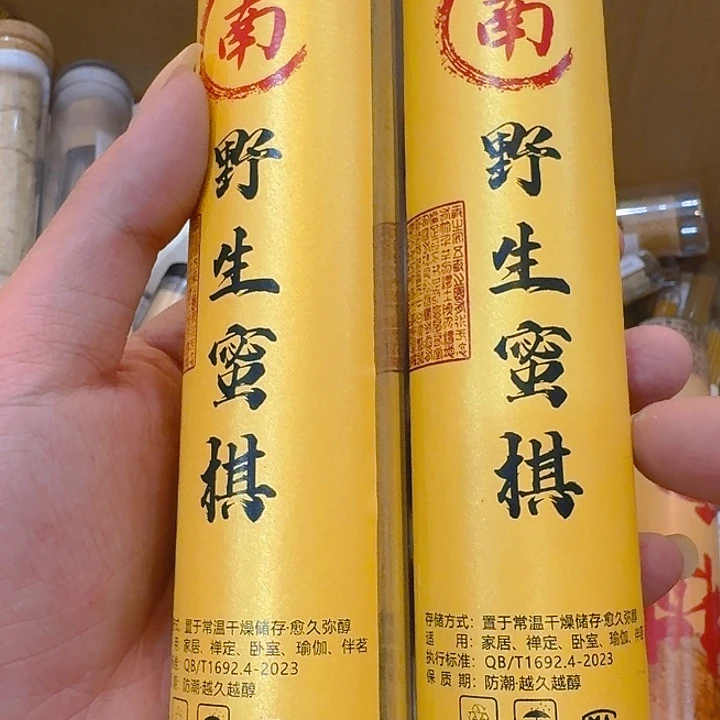 南
野生蜜棋
式：置于常温干燥储存·愈久弥醇
用：家居、禅定、卧室、瑜伽、伴茗
准：QB/T1692.4-2023
期：防潮·越久越醇
南
野生蜜棋
存储方式：置于常温干燥储存·愈久弥醇
适用：家居、禅定、卧室、瑜伽、伴
执行标准：QB/T1692.4-2023
保质期：防潮·越久越醇